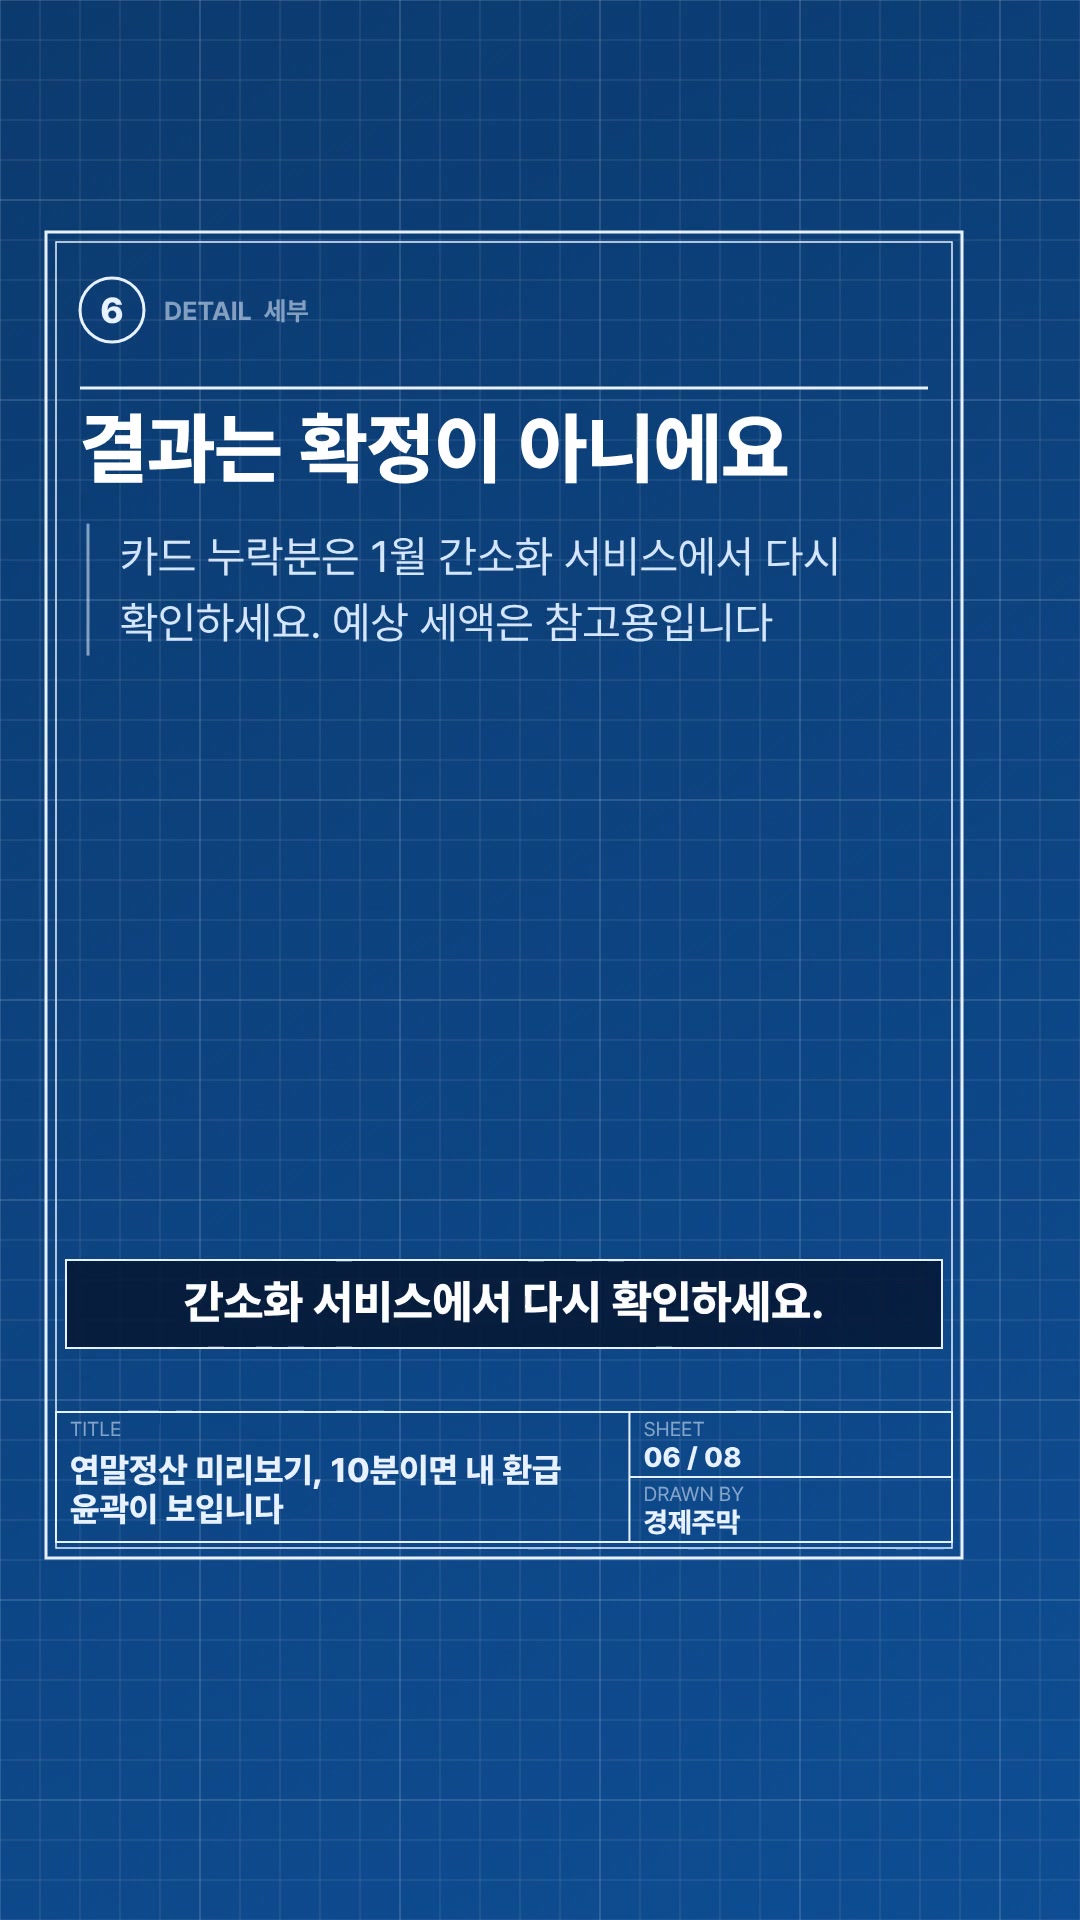 6
DETAIL 세부
결과는 확정이 아니에요
카드 누락분은 1월 간소화 서비스에서 다시
확인하세요. 예상 세액은 참고용입니다
간소화 서비스에서 다시 확인하세요.
TITLE
연말정산 미리보기, 10분이면 내 환급
윤곽이 보입니다
SHEET
06 / 08
DRAWN BY
경제주막